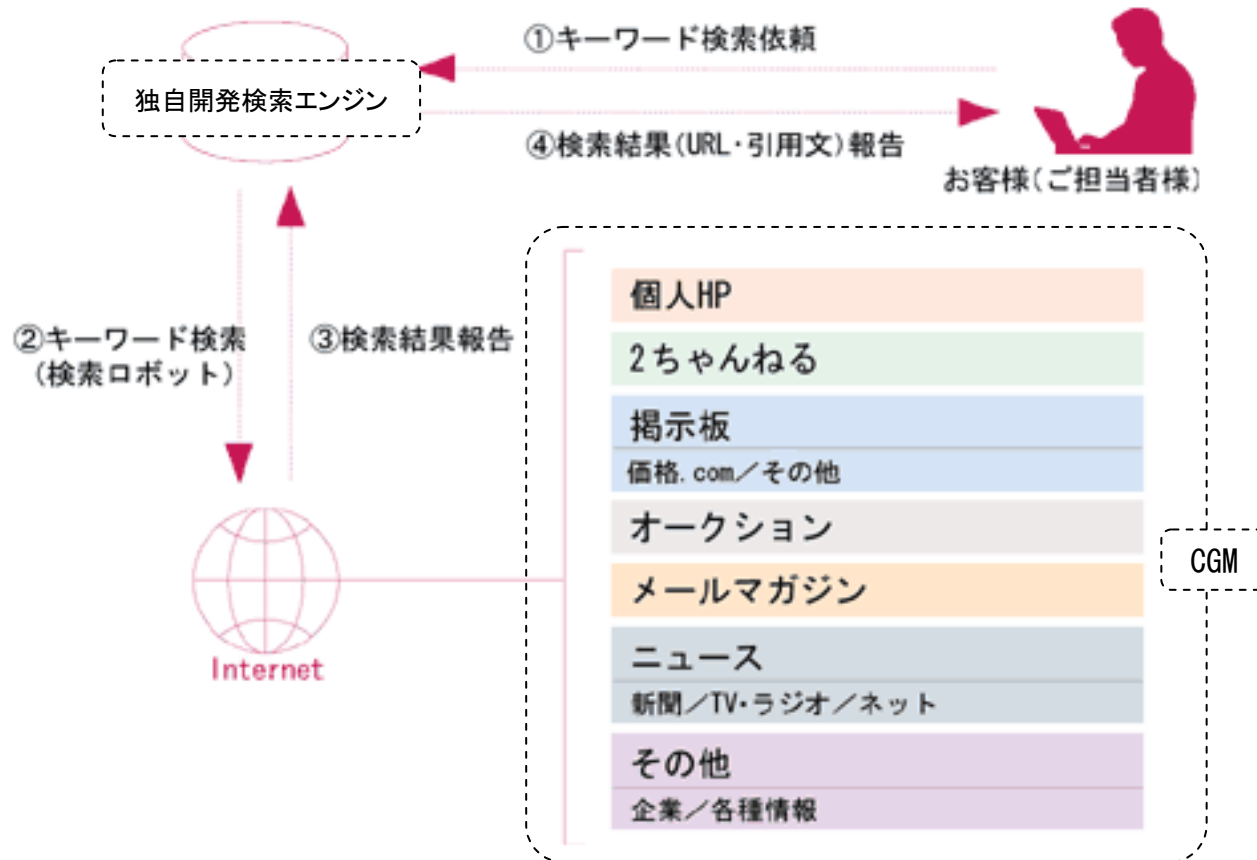 ①キーワード検索依頼
独自開発検索エンジン
④検索結果(URL・引用文)報告
お客様(ご担当者様)
②キーワード検索
(検索ロボット)
③検索結果報告
Internet
個人HP
2ちゃんねる
掲示板
価格.com/その他
オークション
メールマガジン
ニュース
新聞/TV・ラジオ/ネット
その他
企業/各種情報
CGM